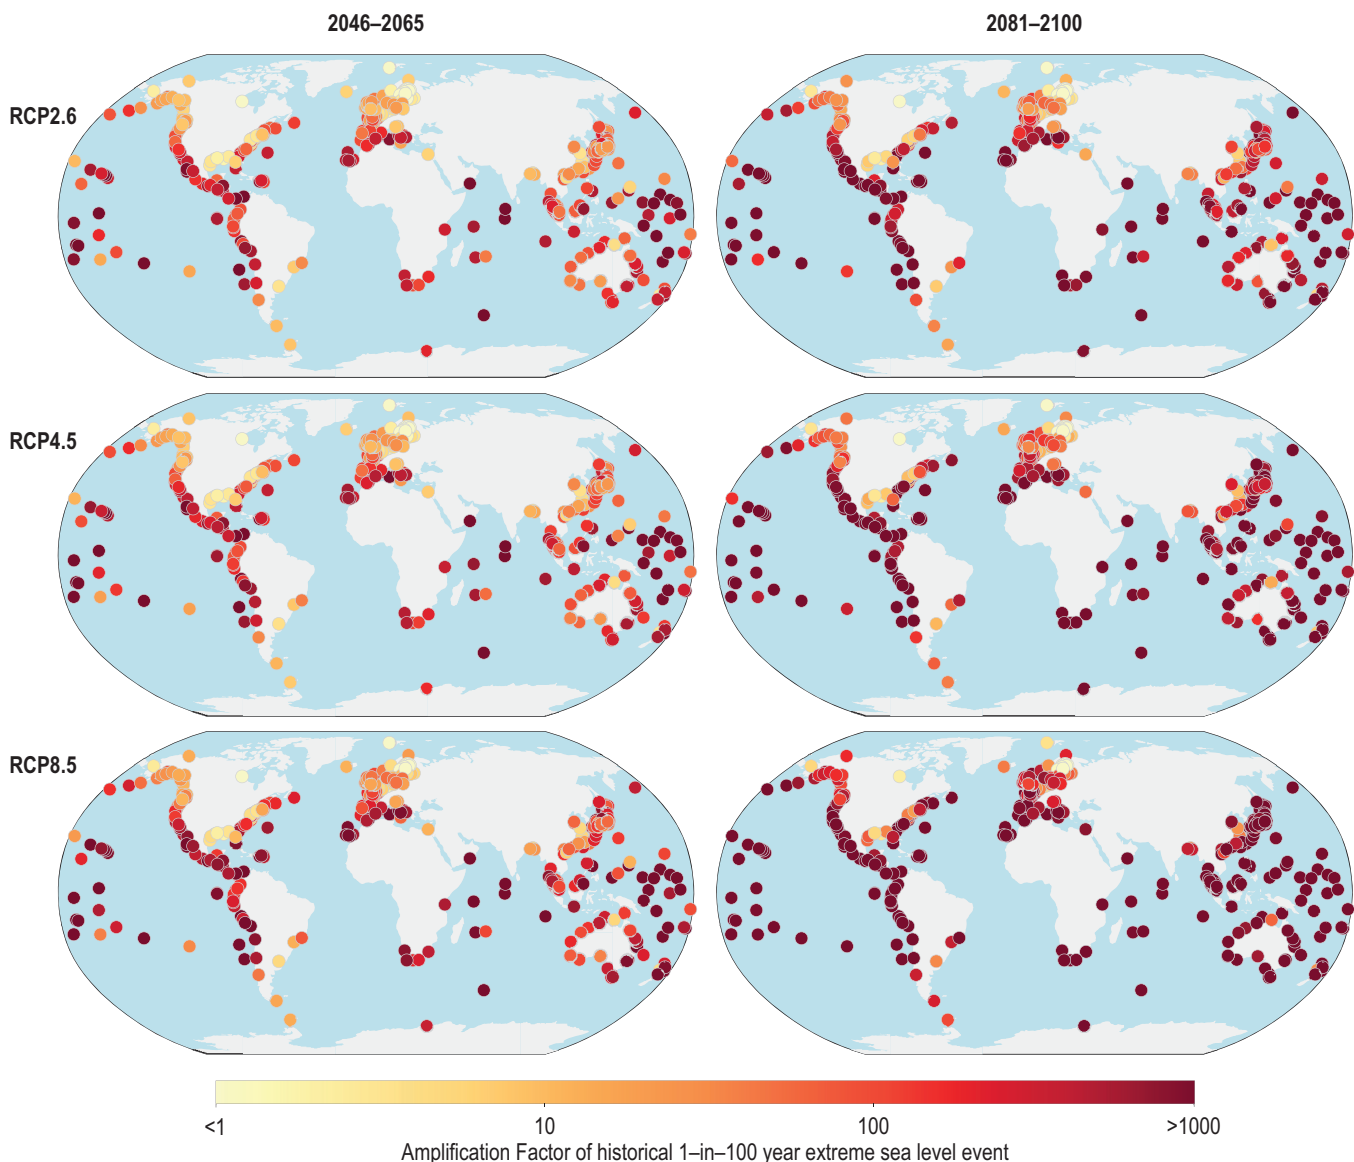 2046–2065
2081–2100
RCP2.6
RCP4.5
RCP8.5
<1
10
100
>1000
Amplification Factor of historical 1–in–100 year extreme sea level event